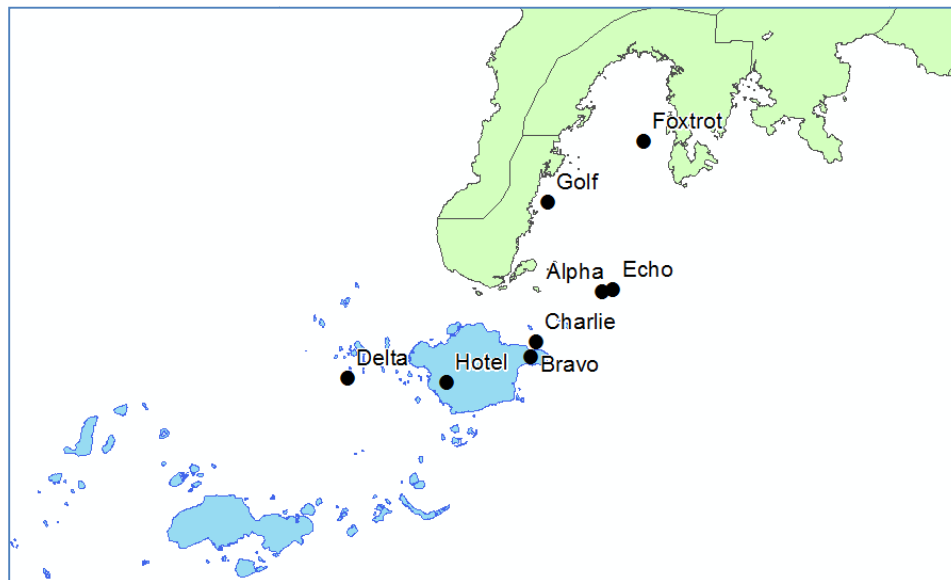 Foxtrot
Golf
Alpha
Echo
Charlie
Delta
Hotel
Bravo